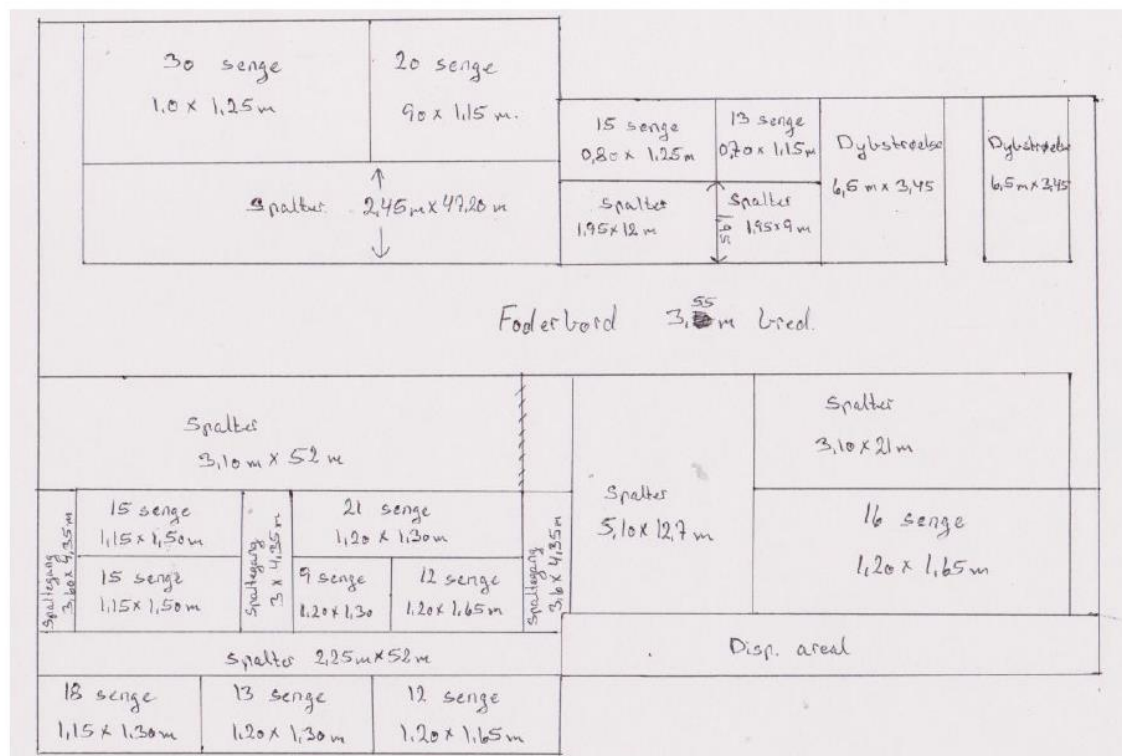 30 senge
1,0 x 1,25 m
20 senge
90 x 1,15 m.
15 senge
0,80 x 1,25m
13 senge
0,70 x 1,15m
Dybstrøelse
6,5 m x 3,45
Dybstrøelse
6,5 m x 3,45
Spalter 2,45m x 47,20 m
Spalter
1,95 x 12 m
Spalter
1,95 x 9 m
1,95
Foderbord 3,55 m bred.
Spalter
3,10 m x 52 m
Spalter
3,10 x 21 m
Spaltegang
3,60 x 4,35 m
15 senge
1,15 x 1,50 m
Spaltegang
3 x 4,35 m
21 senge
1,20 x 1,30 m
Spaltegang
3,6 x 4,35 m
Spalter
5,10 x 12,7 m
16 senge
1,20 x 1,65 m
15 senge
1,15 x 1,50 m
9 senge
1,20 x 1,30
12 senge
1,20 x 1,65 m
Spalter 2,25 m x 52 m
Disp. areal
18 senge
1,15 x 1,30 m
13 senge
1,20 x 1,30 m
12 senge
1,20 x 1,65 m